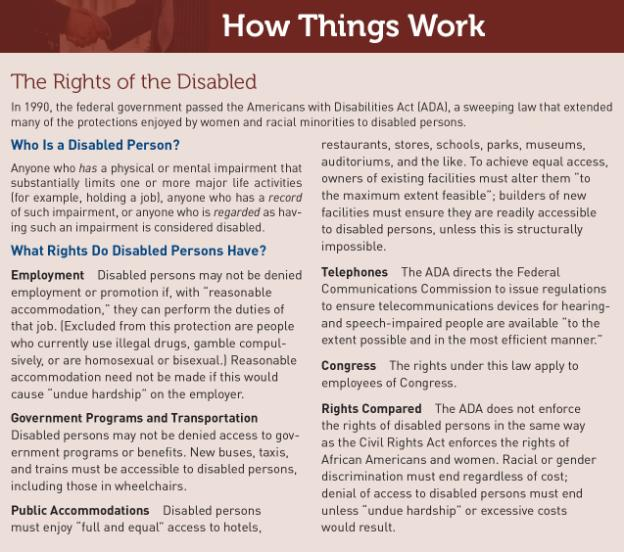 How Things Work
The Rights of the Disabled
In 1990, the federal government passed the Americans with Disabilities Act (ADA), a sweeping law that extended
many of the protections enjoyed by women and racial minorities to disabled persons.
Who Is a Disabled Person?
Anyone who has a physical or mental impairment that
substantially limits one or more major life activities
(for example, holding a job), anyone who has a record
of such impairment, or anyone who is regarded as hav-
ing such an impairment is considered disabled.
What Rights Do Disabled Persons Have?
Employment Disabled persons may not be denied
employment or promotion if, with "reasonable
accommodation," they can perform the duties of
that job. (Excluded from this protection are people
who currently use illegal drugs, gamble compul-
sively, or are homosexual or bisexual.) Reasonable
accommodation need not be made if this would
cause "undue hardship" on the employer.
Government Programs and Transportation
Disabled persons may not be denied access to gov-
ernment programs or benefits. New buses, taxis,
and trains must be accessible to disabled persons,
including those in wheelchairs.
Public Accommodations Disabled persons
must enjoy "full and equal" access to hotels,
restaurants, stores, schools, parks, museums,
auditoriums, and the like. To achieve equal access,
owners of existing facilities must alter them "to
the maximum extent feasible"; builders of new
facilities must ensure they are readily accessible
to disabled persons, unless this is structurally
impossible.
Telephones The ADA directs the Federal
Communications Commission to issue regulations
to ensure telecommunications devices for hearing-
and speech-impaired people are available "to the
extent possible and in the most efficient manner."
Congress The rights under this law apply to
employees of Congress.
Rights Compared The ADA does not enforce
the rights of disabled persons in the same way
as the Civil Rights Act enforces the rights of
African Americans and women. Racial or gender
discrimination must end regardless of cost;
denial of access to disabled persons must end
unless "undue hardship" or excessive costs
would result.